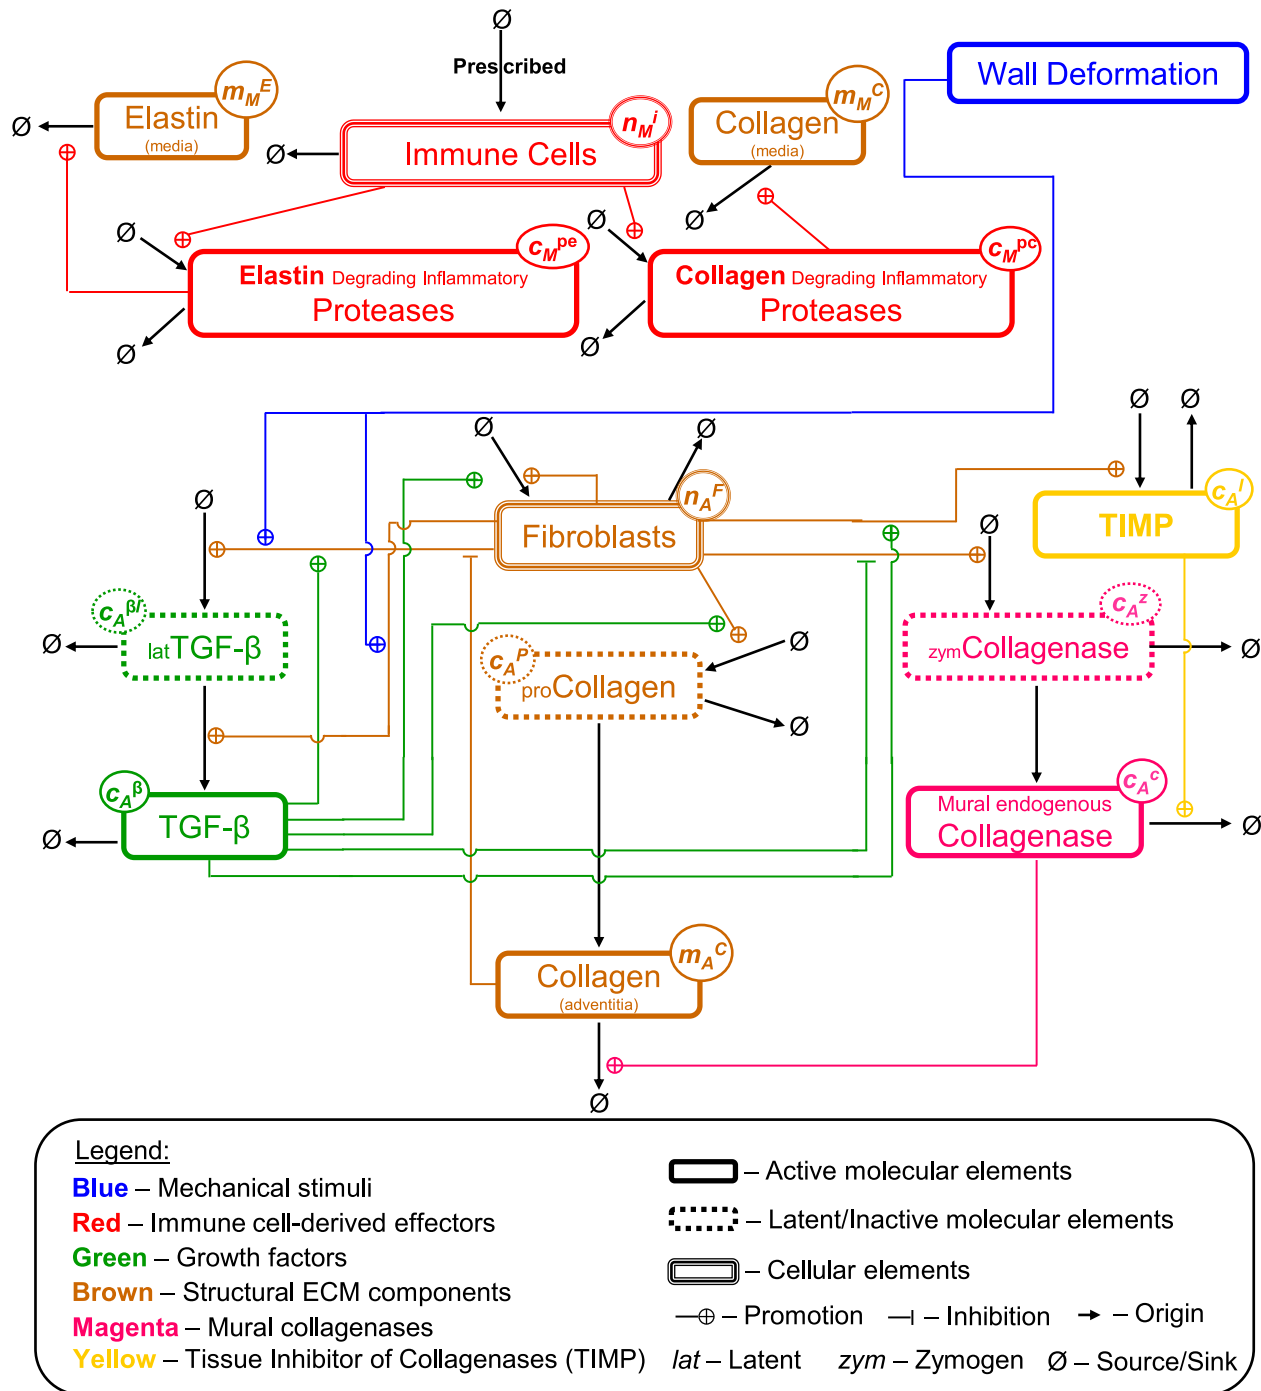 Ø
Prescribed
Wall Deformation
m_M^E
Elastin
(media)
Ø
n_M^i
Immune Cells
Ø
m_M^C
Collagen
(media)
Ø
Ø
c_M^pe
Elastin Degrading Inflammatory
Proteases
Ø
Ø
c_M^pc
Collagen Degrading Inflammatory
Proteases
Ø
Ø
Ø
Ø
Ø
n_A^F
Fibroblasts
c_A^I
TIMP
Ø
Ø
c_A^βl
latTGF-β
Ø
c_A^P
proCollagen
Ø
Ø
c_A^z
zymCollagenase
Ø
c_A^β
TGF-β
Ø
c_A^c
Mural endogenous
Collagenase
Ø
m_A^C
Collagen
(adventitia)
Ø
Legend:
Blue – Mechanical stimuli
Red – Immune cell-derived effectors
Green – Growth factors
Brown – Structural ECM components
Magenta – Mural collagenases
Yellow – Tissue Inhibitor of Collagenases (TIMP)
– Active molecular elements
– Latent/Inactive molecular elements
– Cellular elements
– Promotion – Inhibition – Origin
lat – Latent zym – Zymogen Ø – Source/Sink